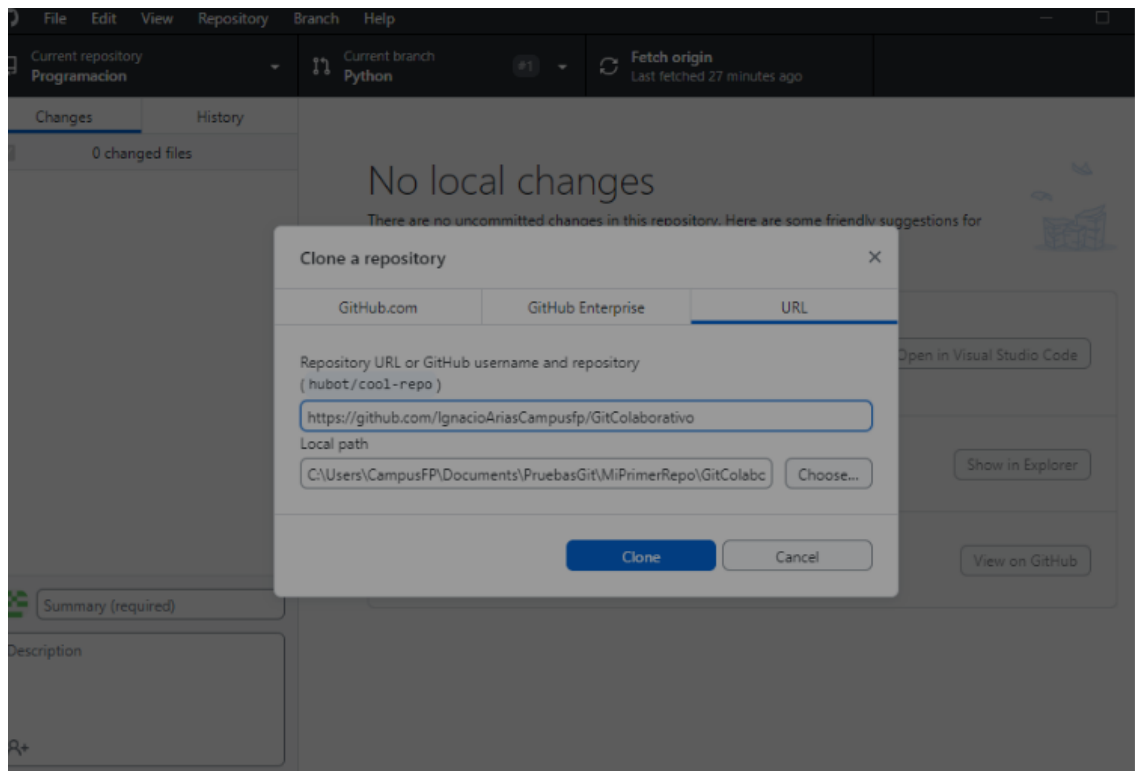 File Edit View Repository Branch Help
Current repository
Programacion
Current branch
Python
#1
Fetch origin
Last fetched 27 minutes ago
Changes History
0 changed files
No local changes
There are no uncommitted changes in this repository. Here are some friendly suggestions for
Clone a repository
GitHub.com GitHub Enterprise URL
Repository URL or GitHub username and repository
(hubot/cool-repo)
https://github.com/IgnacioAriasCampusfp/GitColaborativo
Local path
C:\Users\CampusFP\Documents\PruebasGit\MiPrimerRepo\GitColabc Choose...
Clone Cancel
Open in Visual Studio Code
Show in Explorer
View on GitHub
Summary (required)
Description